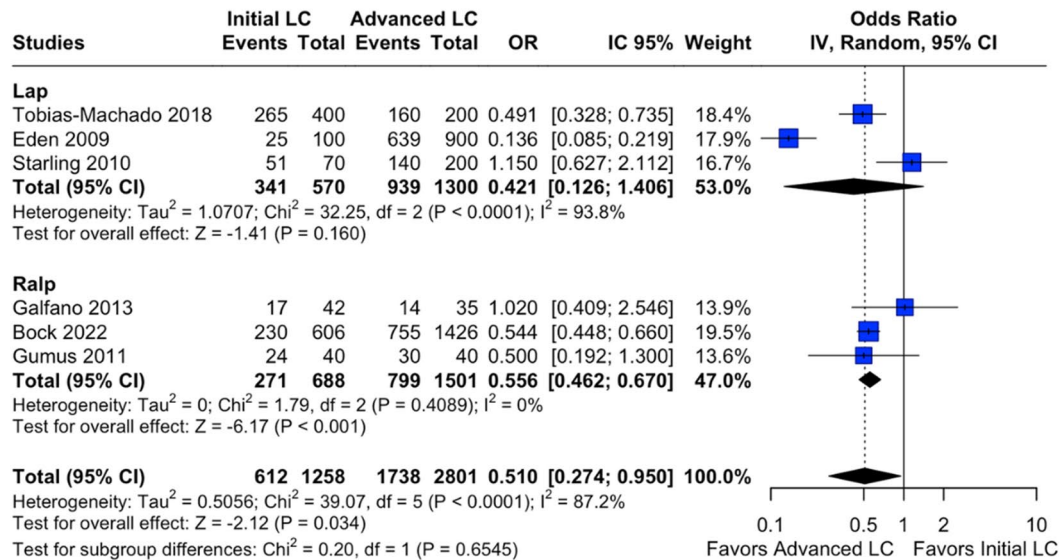 Initial LC Advanced LC Odds Ratio
Studies Events Total Events Total OR IC 95% Weight IV, Random, 95% CI
Lap
Tobias-Machado 2018 265 400 160 200 0.491 [0.328; 0.735] 18.4%
Eden 2009 25 100 639 900 0.136 [0.085; 0.219] 17.9%
Starling 2010 51 70 140 200 1.150 [0.627; 2.112] 16.7%
Total (95% CI) 341 570 939 1300 0.421 [0.126; 1.406] 53.0%
Heterogeneity: Tau² = 1.0707; Chi² = 32.25, df = 2 (P < 0.0001); I² = 93.8%
Test for overall effect: Z = -1.41 (P = 0.160)
Ralp
Galfano 2013 17 42 14 35 1.020 [0.409; 2.546] 13.9%
Bock 2022 230 606 755 1426 0.544 [0.448; 0.660] 19.5%
Gumus 2011 24 40 30 40 0.500 [0.192; 1.300] 13.6%
Total (95% CI) 271 688 799 1501 0.556 [0.462; 0.670] 47.0%
Heterogeneity: Tau² = 0; Chi² = 1.79, df = 2 (P = 0.4089); I² = 0%
Test for overall effect: Z = -6.17 (P < 0.001)
Total (95% CI) 612 1258 1738 2801 0.510 [0.274; 0.950] 100.0%
Heterogeneity: Tau² = 0.5056; Chi² = 39.07, df = 5 (P < 0.0001); I² = 87.2%
Test for overall effect: Z = -2.12 (P = 0.034)
Test for subgroup differences: Chi² = 0.20, df = 1 (P = 0.6545)
0.1 0.5 1 2 10
Favors Advanced LC Favors Initial LC